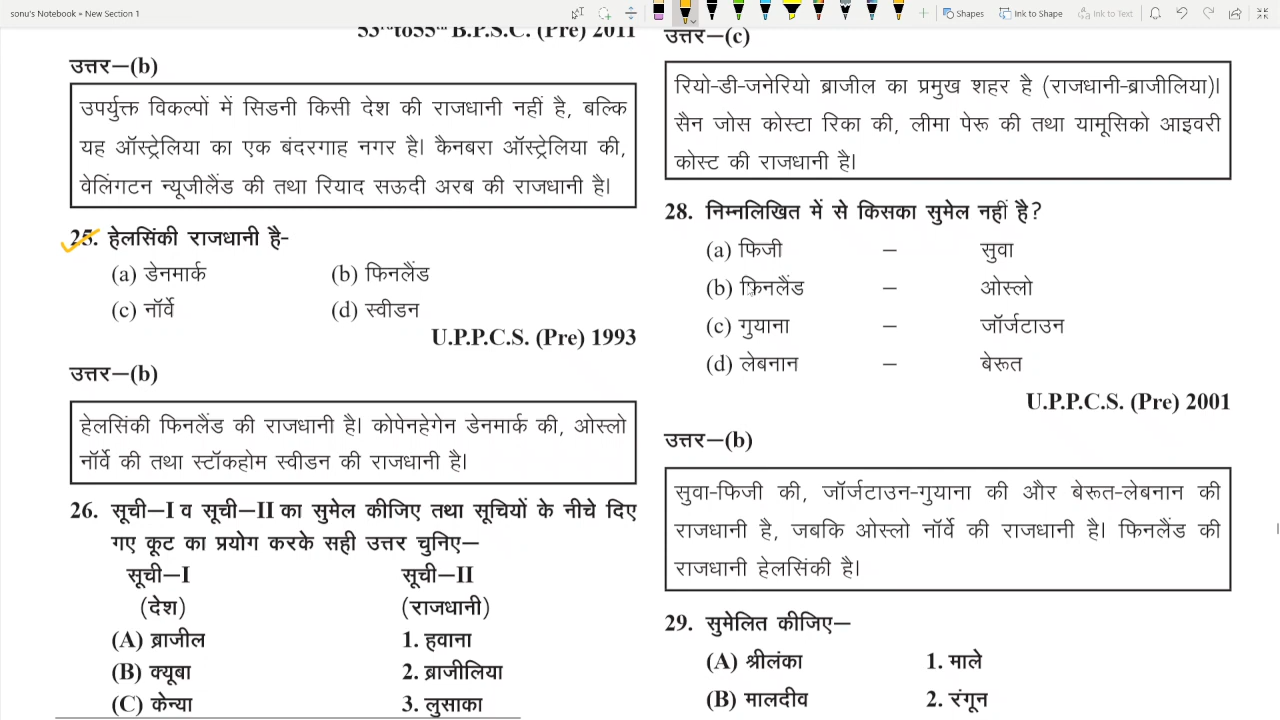 sonu's Notebook » New Section 1
Shapes
Ink to Shape
Ink to Text
53rdto55th B.P.S.C. (Pre) 2011
उत्तर–(b)
उपर्युक्त विकल्पों में सिडनी किसी देश की राजधानी नहीं है, बल्कि
यह ऑस्ट्रेलिया का एक बंदरगाह नगर है। कैनबरा ऑस्ट्रेलिया की,
वेलिंगटन न्यूजीलैंड की तथा रियाद सऊदी अरब की राजधानी है।
25. हेलसिंकी राजधानी है-
(a) डेनमार्क (b) फिनलैंड
(c) नॉर्वे (d) स्वीडन
U.P.P.C.S. (Pre) 1993
उत्तर–(b)
हेलसिंकी फिनलैंड की राजधानी है। कोपेनहेगेन डेनमार्क की, ओस्लो
नॉर्वे की तथा स्टॉकहोम स्वीडन की राजधानी है।
26. सूची–I व सूची–II का सुमेल कीजिए तथा सूचियों के नीचे दिए
गए कूट का प्रयोग करके सही उत्तर चुनिए–
सूची–I सूची–II
(देश) (राजधानी)
(A) ब्राजील 1. हवाना
(B) क्यूबा 2. ब्राजीलिया
(C) केन्या 3. लुसाका
उत्तर–(c)
रियो-डी-जनेरियो ब्राजील का प्रमुख शहर है (राजधानी-ब्राजीलिया)।
सैन जोस कोस्टा रिका की, लीमा पेरू की तथा यामूसिको आइवरी
कोस्ट की राजधानी है।
28. निम्नलिखित में से किसका सुमेल नहीं है?
(a) फिजी – सुवा
(b) फ़िनलैंड – ओस्लो
(c) गुयाना – जॉर्जटाउन
(d) लेबनान – बेरूत
U.P.P.C.S. (Pre) 2001
उत्तर–(b)
सुवा-फिजी की, जॉर्जटाउन-गुयाना की और बेरूत-लेबनान की
राजधानी है, जबकि ओस्लो नॉर्वे की राजधानी है। फिनलैंड की
राजधानी हेलसिंकी है।
29. सुमेलित कीजिए–
(A) श्रीलंका 1. माले
(B) मालदीव 2. रंगून